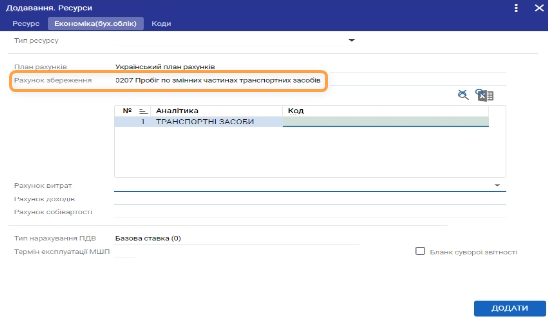 Додавання. Ресурси
Ресурс Економіка(бух.облік) Коди
Тип ресурсу
План рахунків Український план рахунків
Рахунок збереження 0207 Пробіг по змінних частинах транспортних засобів
№ Аналітика Код
1 ТРАНСПОРТНІ ЗАСОБИ
Рахунок витрат
Рахунок доходів
Рахунок собівартості
Тип нарахування ПДВ Базова ставка (0)
Термін експлуатації МШП Бланк суворої звітності
ДОДАТИ